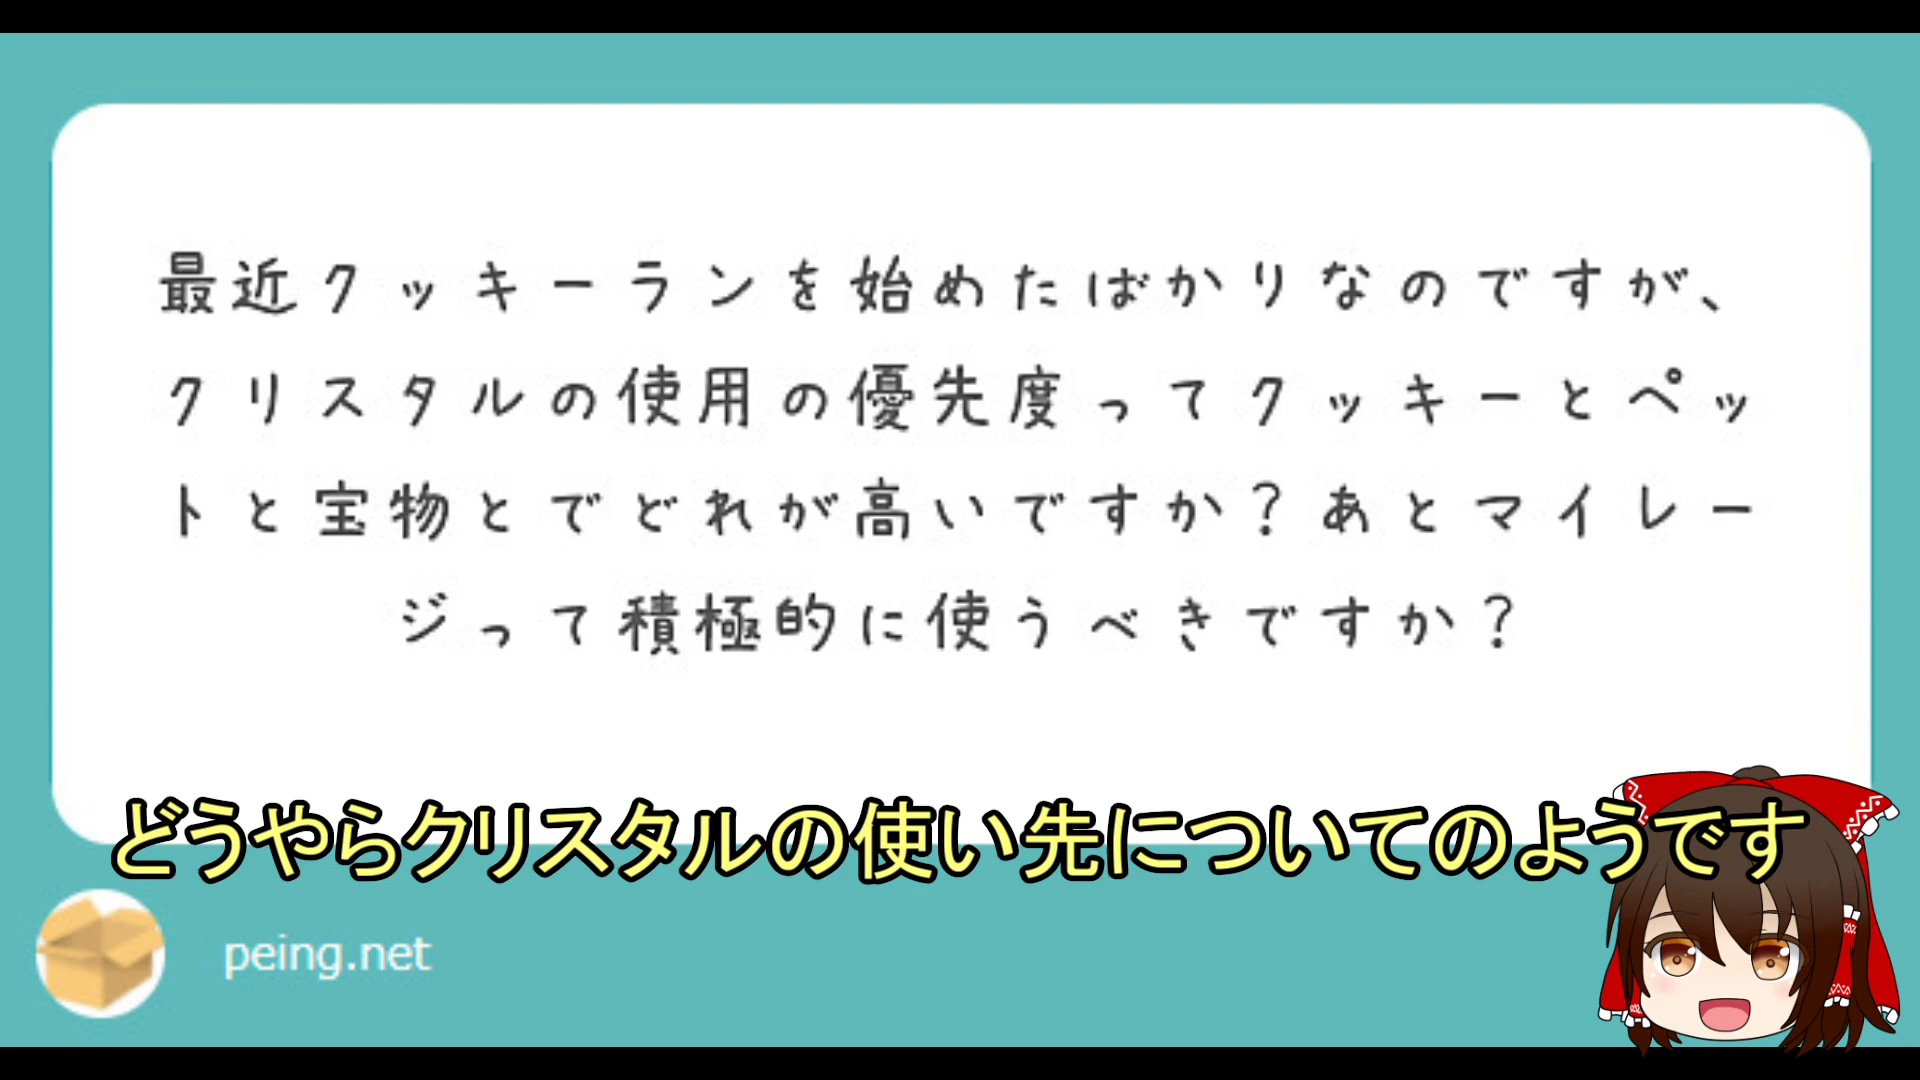 最近クッキーランを始めたばかりなのですが、
クリスタルの使用の優先度ってクッキーとペッ
トと宝物とでどれが高いですか？あとマイレー
ジって積極的に使うべきですか？
どうやらクリスタルの使い先についてのようです
peing.net